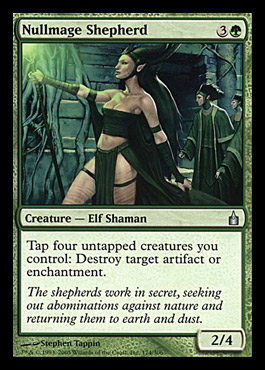 Nullmage Shepherd 3
Creature — Elf Shaman
Tap four untapped creatures you
control: Destroy target artifact or
enchantment.
The shepherds work in secret, seeking
out abominations against nature and
returning them to earth and dust.
Stephen Tappin
2/4